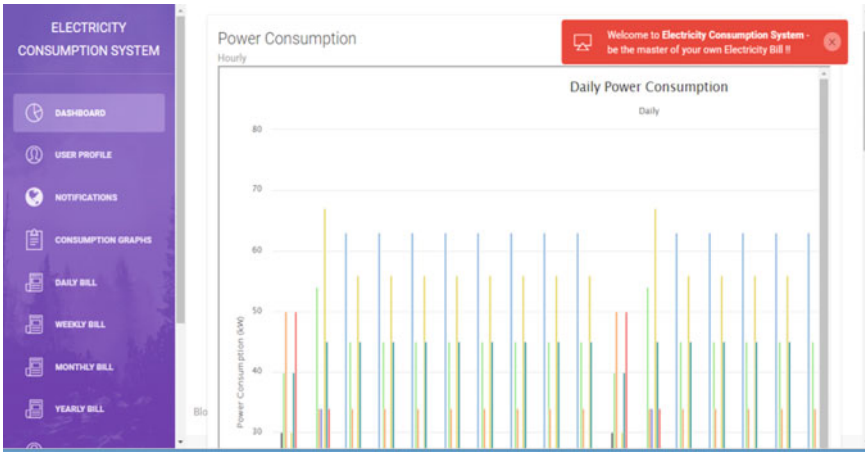 ELECTRICITY
CONSUMPTION SYSTEM
DASHBOARD
USER PROFILE
NOTIFICATIONS
CONSUMPTION GRAPHS
DAILY BILL
WEEKLY BILL
MONTHLY BILL
YEARLY BILL
Power Consumption
Hourly
Welcome to Electricity Consumption System -
be the master of your own Electricity Bill !!
Daily Power Consumption
Daily
80
70
60
50
40
30
Power Consumption (kW)
Blo